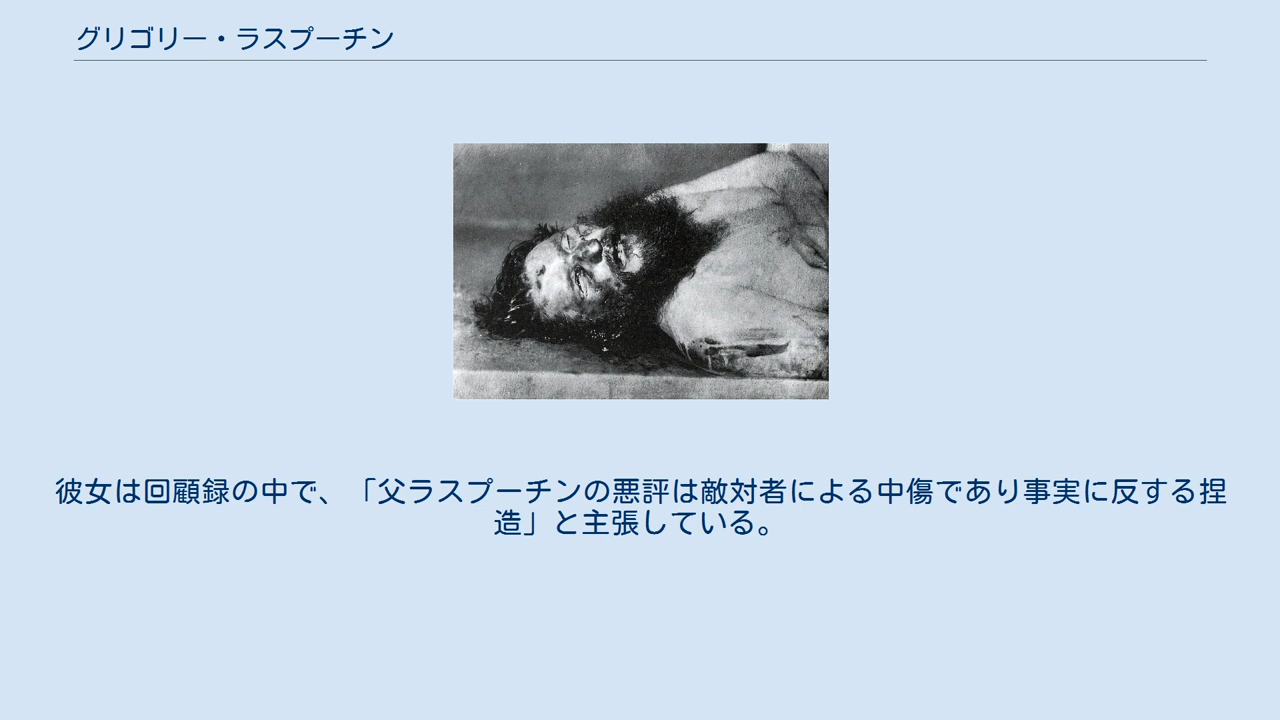 グリゴリー・ラスプーチン
彼女は回顧録の中で、「父ラスプーチンの悪評は敵対者による中傷であり事実に反する捏
造」と主張している。